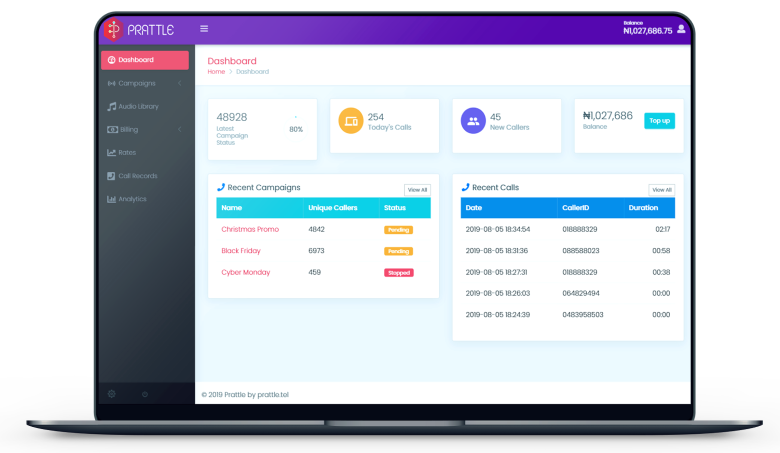 PRATTLE
Balance
₦1,027,686.75
Dashboard
Campaigns
Audio Library
Billing
Rates
Call Records
Analytics
Dashboard
Home > Dashboard
48928
Latest Campaign Status
80%
254
Today's Calls
45
New Callers
₦1,027,686
Balance
Top up
Recent Campaigns
View All
Name Unique Callers Status
Christmas Promo 4842 Pending
Black Friday 6973 Pending
Cyber Monday 459 Stopped
Recent Calls
View All
Date CallerID Duration
2019-08-05 18:34:54 018888329 02:17
2019-08-05 18:31:36 088588023 00:58
2019-08-05 18:27:31 018888329 00:38
2019-08-05 18:26:03 064829494 00:00
2019-08-05 18:24:39 0483958503 00:00
© 2019 Prattle by prattle.tel